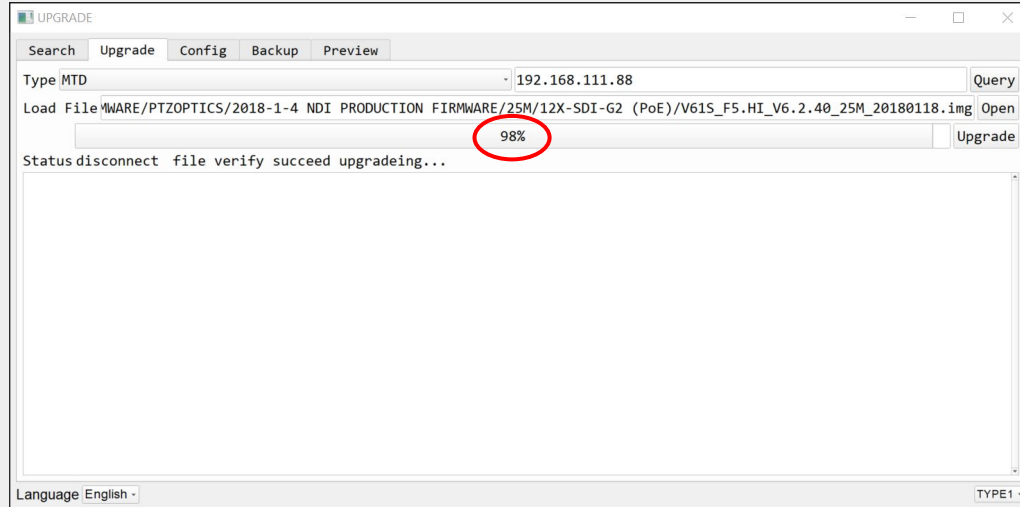 UPGRADE
Search Upgrade Config Backup Preview
Type MTD 192.168.111.88 Query
Load File MWARE/PTZOPTICS/2018-1-4 NDI PRODUCTION FIRMWARE/25M/12X-SDI-G2 (PoE)/V61S_F5.HI_V6.2.40_25M_20180118.img Open
98% Upgrade
Status disconnect file verify succeed upgradeing...
Language English TYPE1